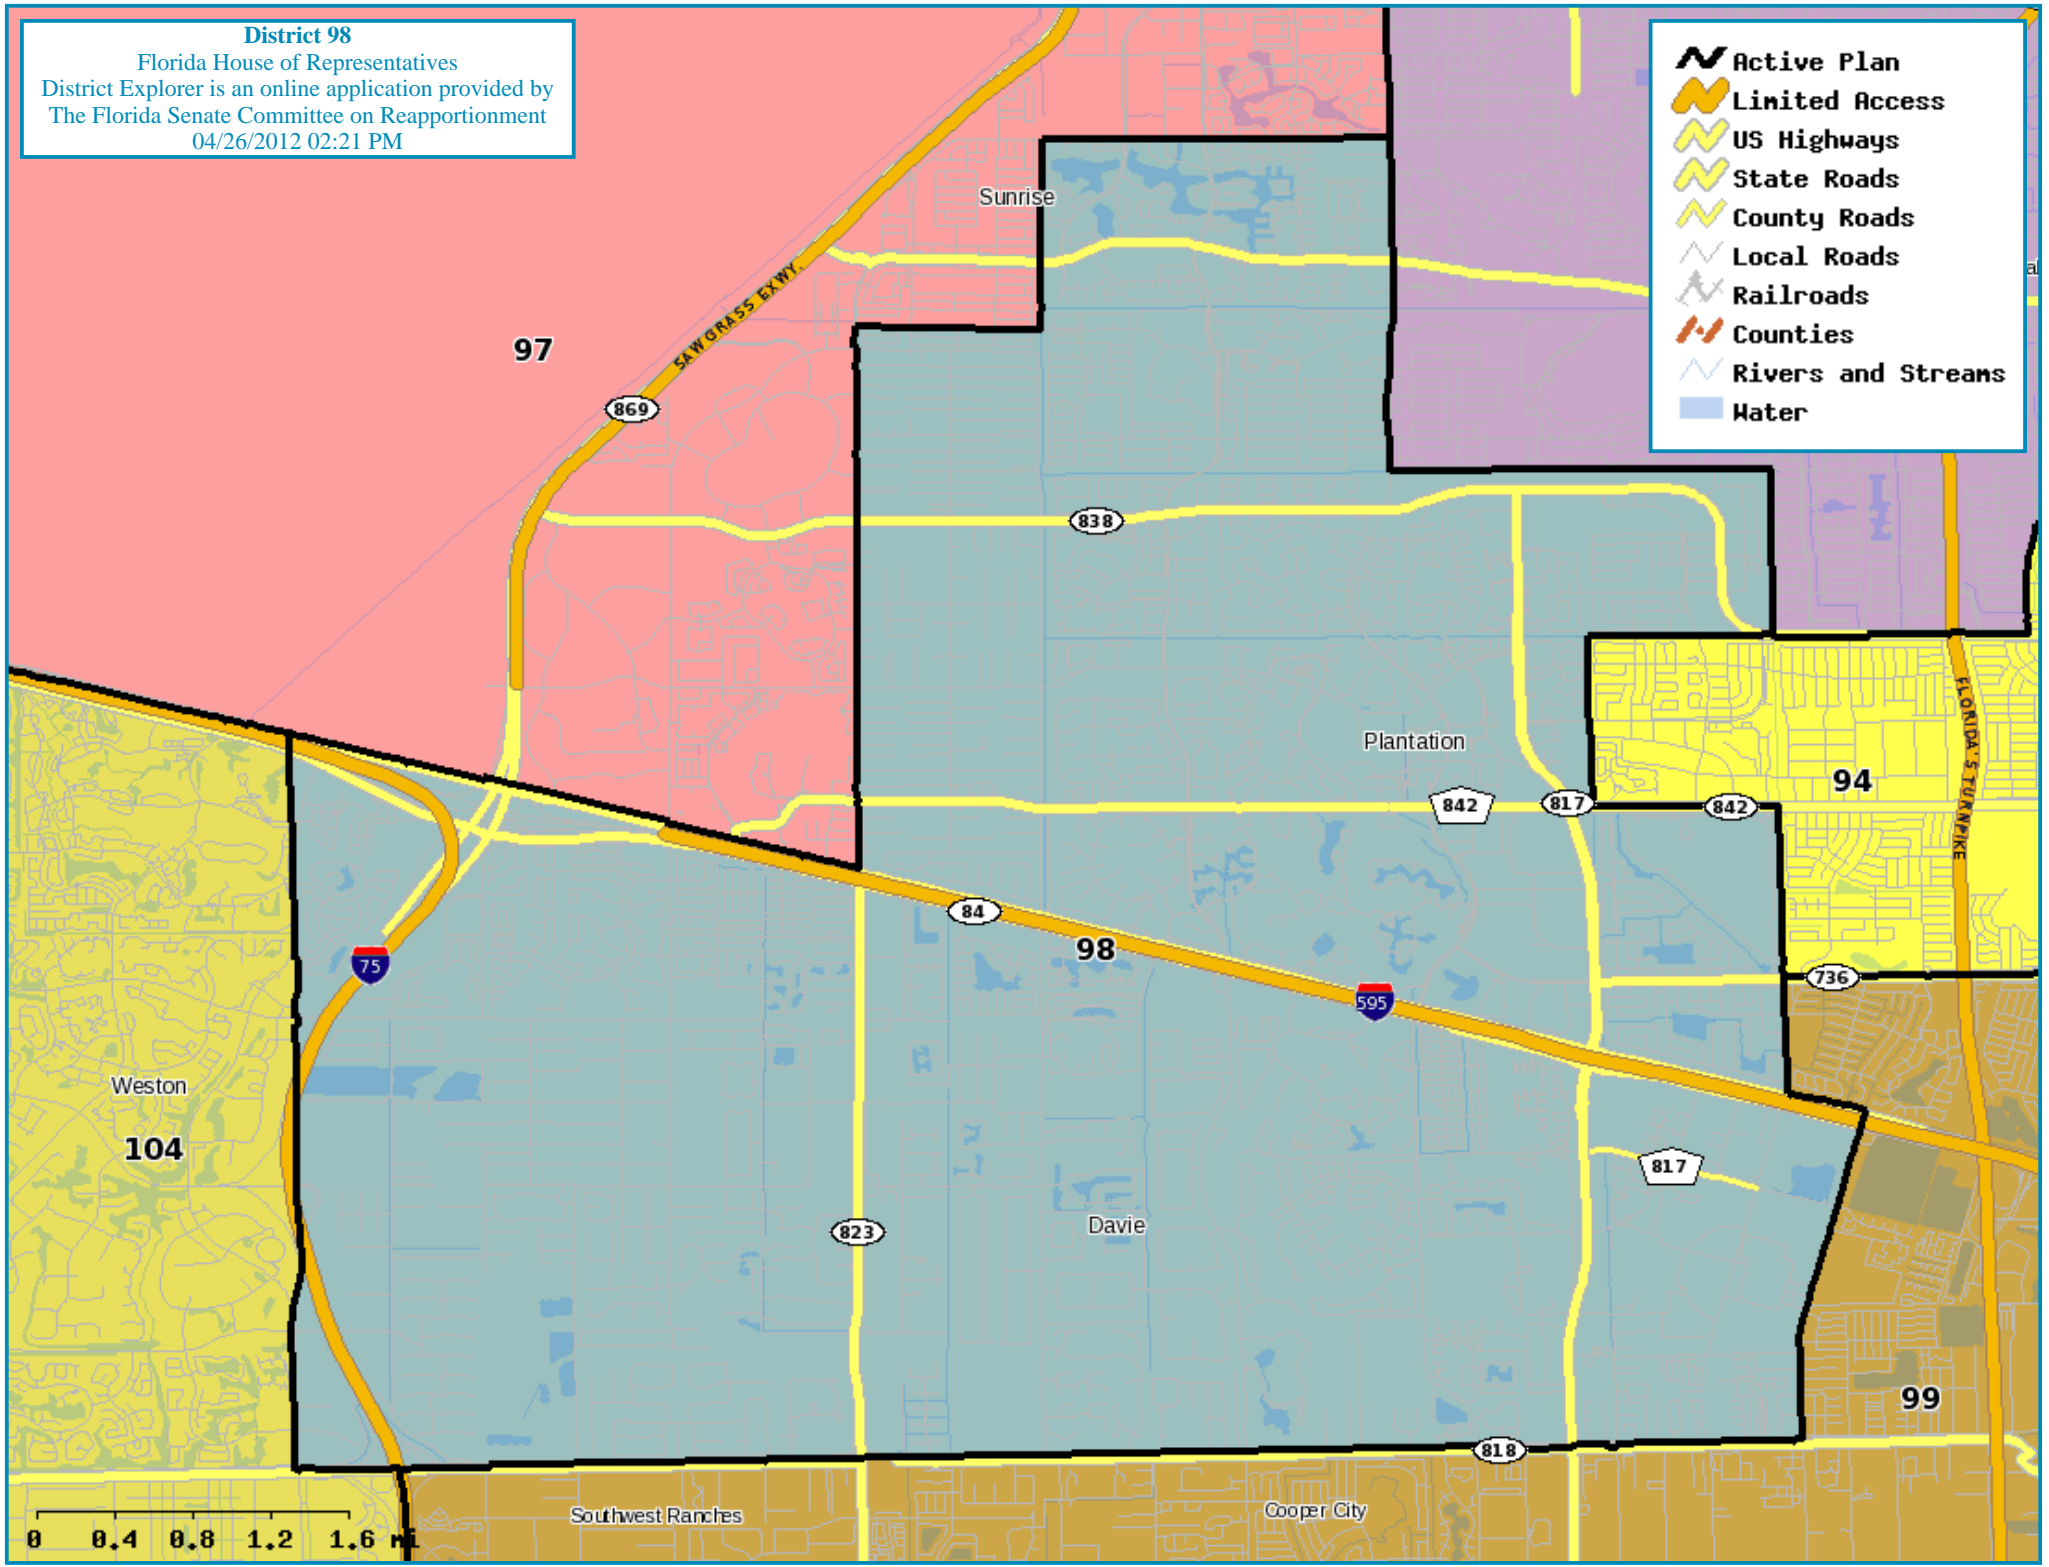 District 98
Florida House of Representatives
District Explorer is an online application provided by
The Florida Senate Committee on Reapportionment
04/26/2012 02:21 PM
Active Plan
Limited Access
US Highways
State Roads
County Roads
Local Roads
Railroads
Counties
Rivers and Streams
Water
Sunrise
SAWGRASS EXWY.
97
869
838
Plantation
842
817
842
94
FLORIDA'S TURNPIKE
84
98
75
595
736
Weston
104
817
823
Davie
99
818
Southwest Ranches
Cooper City
0 0.4 0.8 1.2 1.6 mi